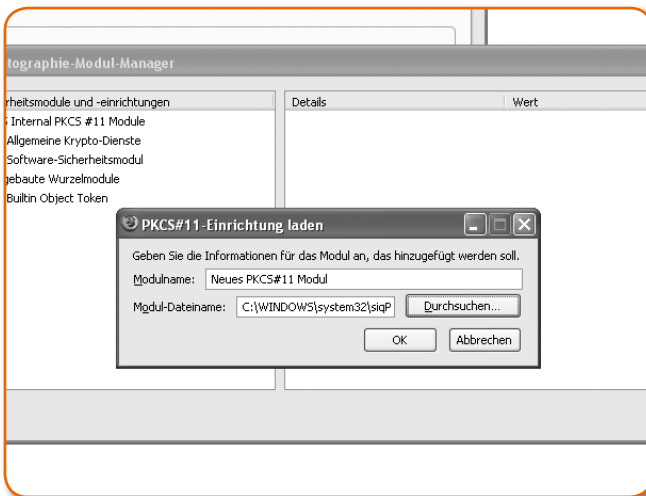 tographie-Modul-Manager
rheitsmodule und -einrichtungen
Details
Wert
Internal PKCS #11 Module
Allgemeine Krypto-Dienste
Software-Sicherheitsmodul
gebaute Wurzelmodule
Builtin Object Token
PKCS#11-Einrichtung laden
Geben Sie die Informationen für das Modul an, das hinzugefügt werden soll.
Modulname: Neues PKCS#11 Modul
Modul-Dateiname: C:\WINDOWS\system32\siqP Durchsuchen...
OK Abbrechen